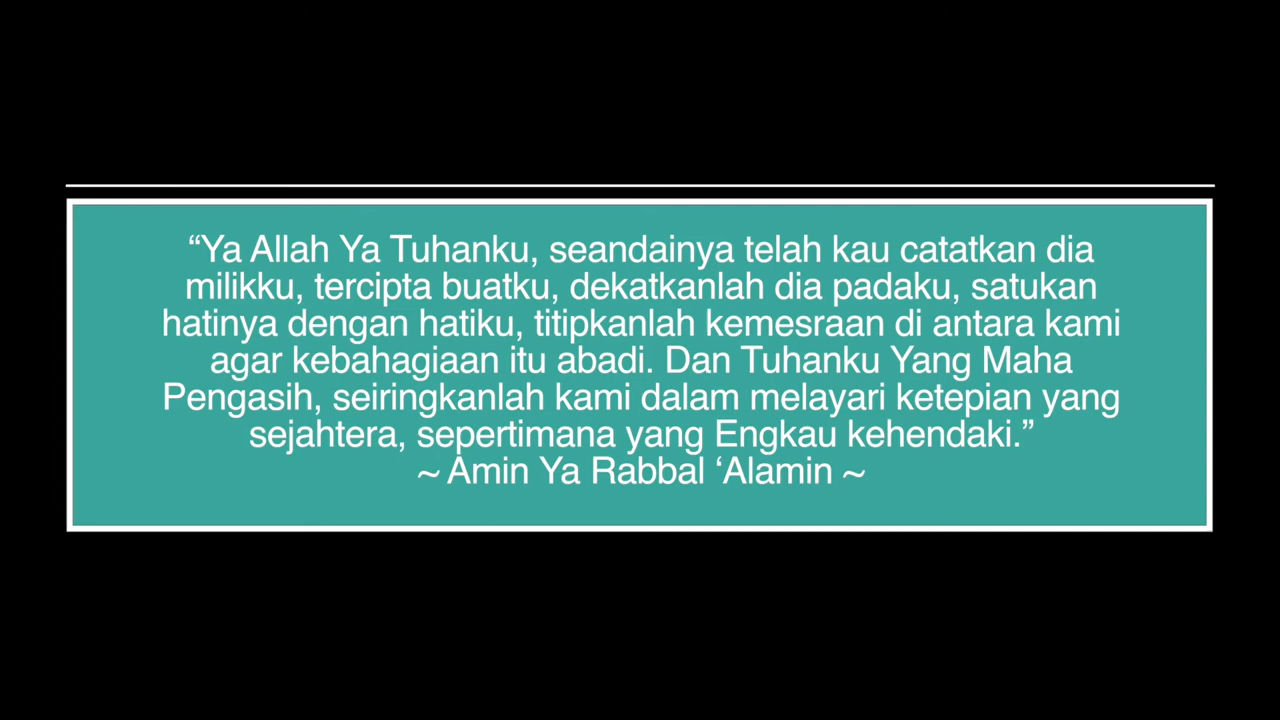 “Ya Allah Ya Tuhanku, seandainya telah kau catatkan dia
milikku, tercipta buatku, dekatkanlah dia padaku, satukan
hatinya dengan hatiku, titipkanlah kemesraan di antara kami
agar kebahagiaan itu abadi. Dan Tuhanku Yang Maha
Pengasih, seiringkanlah kami dalam melayari ketepian yang
sejahtera, sepertimana yang Engkau kehendaki.”
~ Amin Ya Rabbal ‘Alamin ~